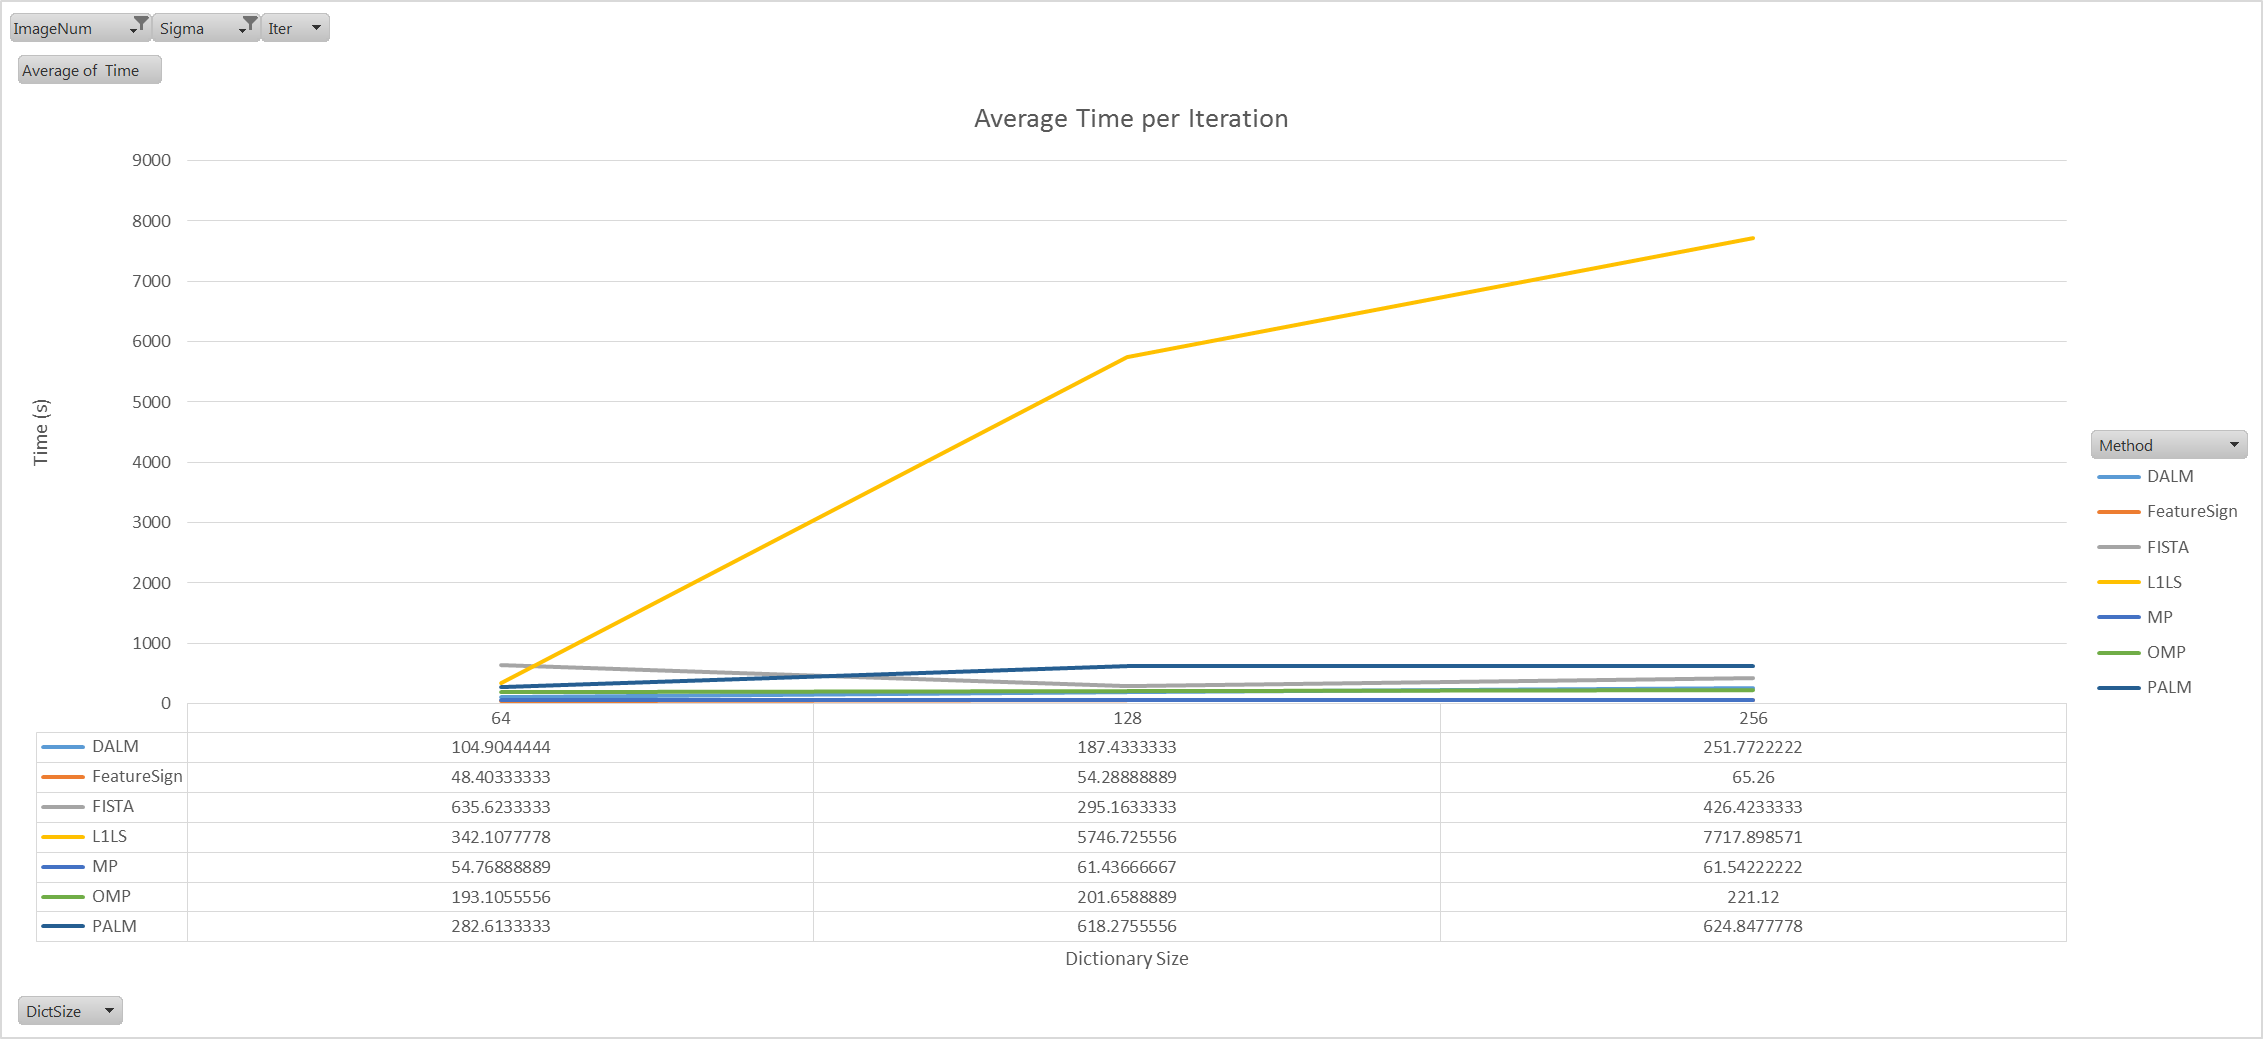 ImageNum Sigma Iter
Average of Time
Average Time per Iteration
9000
8000
7000
6000
5000
4000
3000
2000
1000
0
Time (s)
64 128 256
DALM 104.9044444 187.4333333 251.7722222
FeatureSign 48.40333333 54.28888889 65.26
FISTA 635.6233333 295.1633333 426.4233333
L1LS 342.1077778 5746.725556 7717.898571
MP 54.76888889 61.43666667 61.54222222
OMP 193.1055556 201.6588889 221.12
PALM 282.6133333 618.2755556 624.8477778
Dictionary Size
Method
DALM
FeatureSign
FISTA
L1LS
MP
OMP
PALM
DictSize